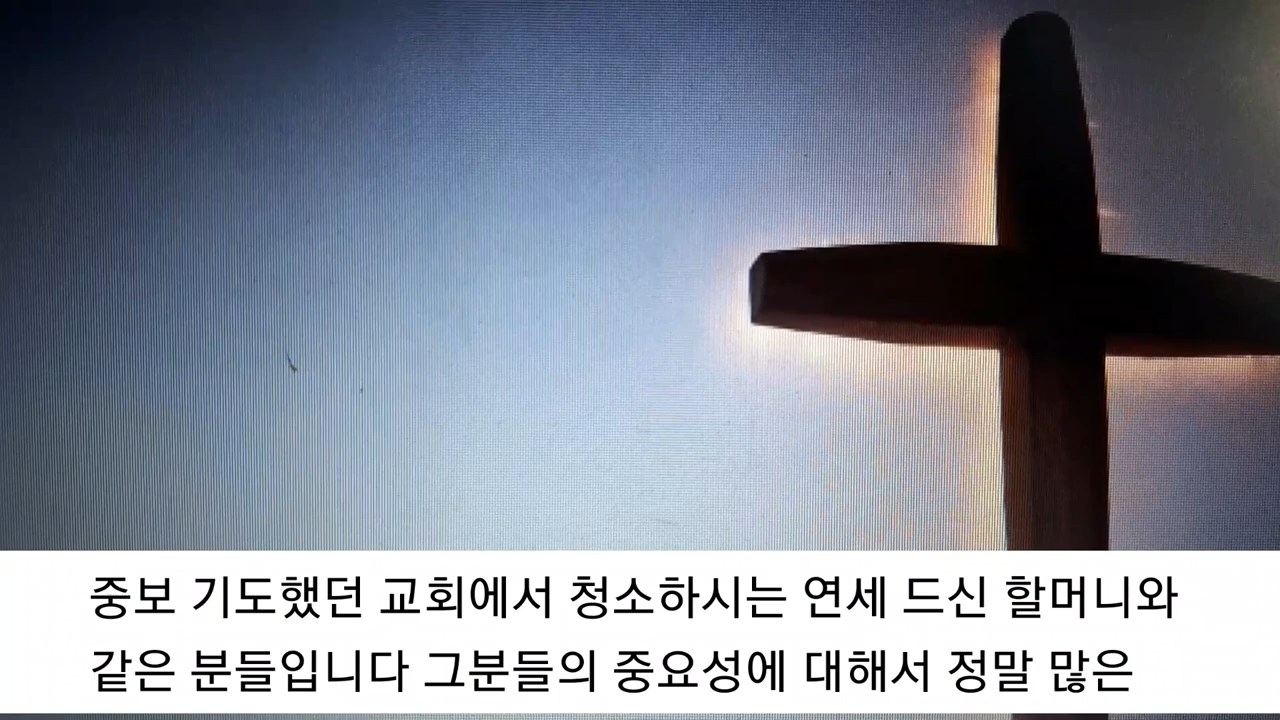 중보 기도했던 교회에서 청소하시는 연세 드신 할머니와
같은 분들입니다 그분들의 중요성에 대해서 정말 많은